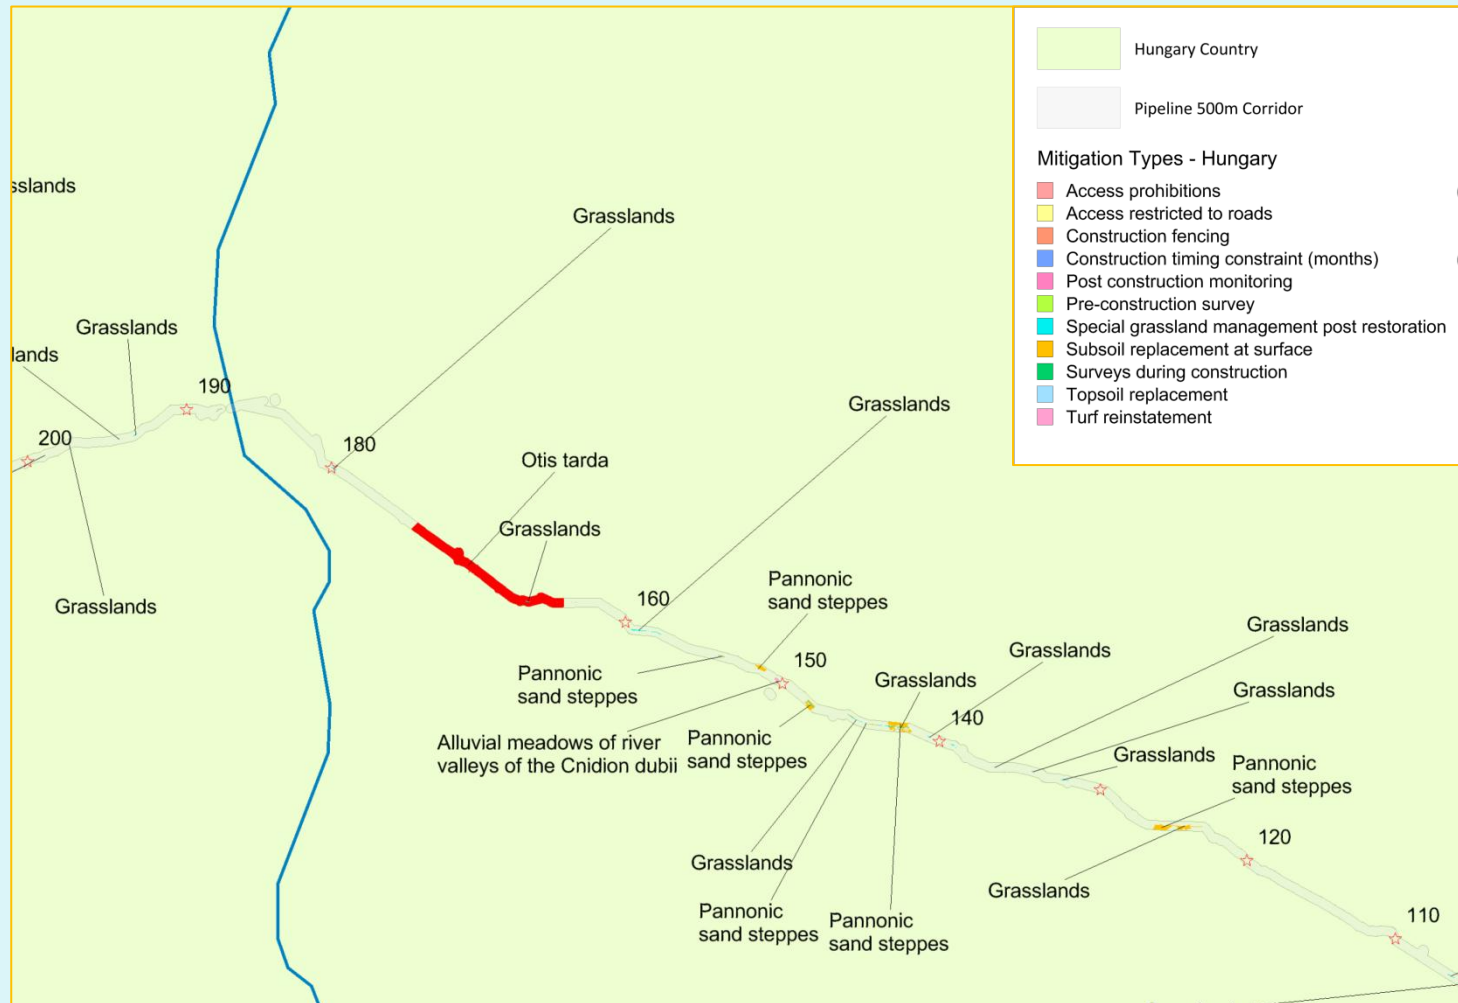 Hungary Country
Pipeline 500m Corridor
Mitigation Types - Hungary
Access prohibitions
Access restricted to roads
Construction fencing
Construction timing constraint (months)
Post construction monitoring
Pre-construction survey
Special grassland management post restoration
Subsoil replacement at surface
Surveys during construction
Topsoil replacement
Turf reinstatement
sslands
Grasslands
Grasslands
lands
190
Grasslands
200
180
Otis tarda
Grasslands
Grasslands
160
Pannonic
sand steppes
Grasslands
Grasslands
150
Pannonic
sand steppes
Grasslands
Grasslands
140
Alluvial meadows of river
valleys of the Cnidion dubii
Pannonic
sand steppes
Grasslands
Pannonic
sand steppes
120
Grasslands
Grasslands
Pannonic
sand steppes
Pannonic
sand steppes
110